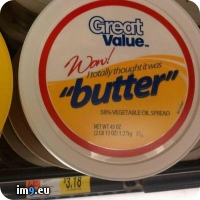 Great
Value™
Wow!
I totally thought it was
"butter"
58% VEGETABLE OIL SPREAD
NET WT 45 OZ
$3.18
im9.eu